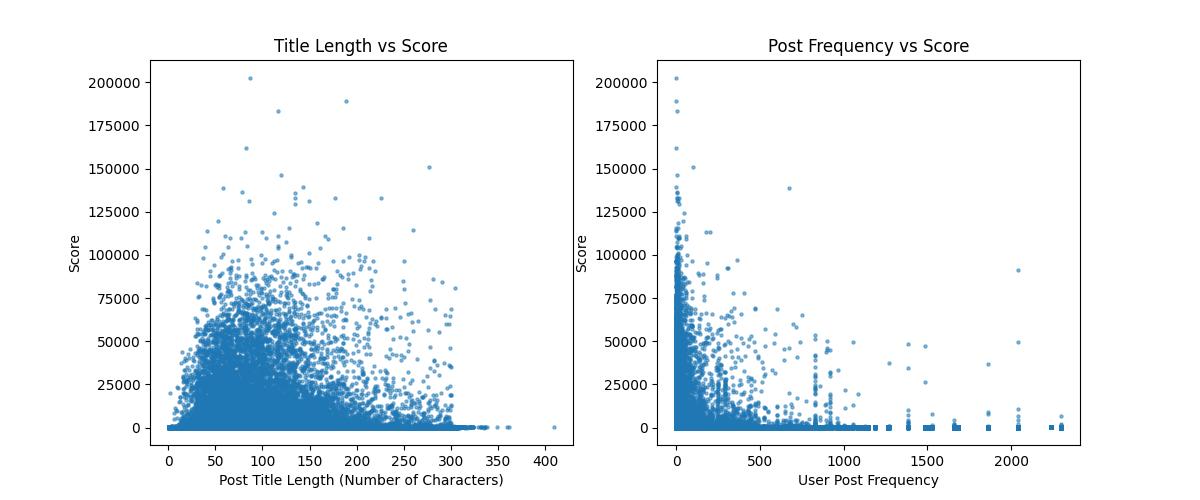 Title Length vs Score
200000
175000
150000
125000
100000
75000
50000
25000
0
Score
0 50 100 150 200 250 300 350 400
Post Title Length (Number of Characters)
Post Frequency vs Score
200000
175000
150000
125000
100000
75000
50000
25000
0
Score
0 500 1000 1500 2000
User Post Frequency